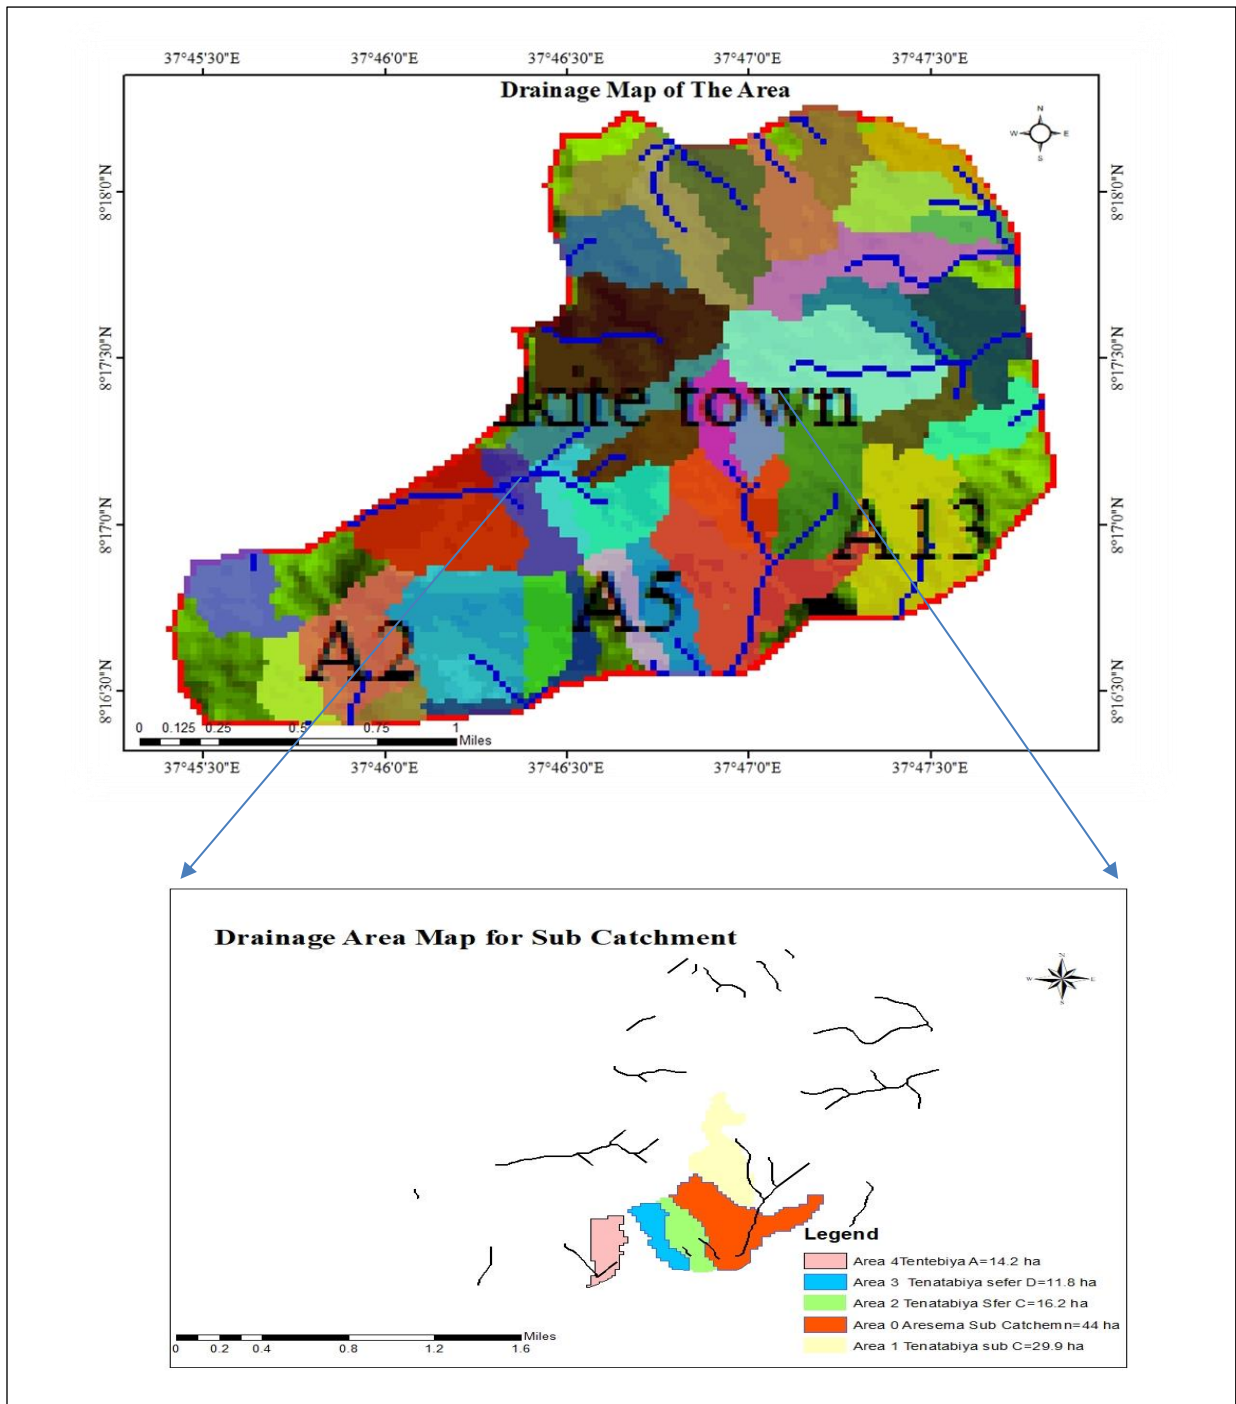 37°45'30"E 37°46'0"E 37°46'30"E 37°47'0"E 37°47'30"E
Drainage Map of The Area
N
W E
S
8°18'0"N 8°18'0"N
8°17'30"N 8°17'30"N
kite town
A13
8°17'0"N 8°17'0"N
A5
A2
8°16'30"N 8°16'30"N
0 0.125 0.25 0.5 0.75 1
Miles
37°45'30"E 37°46'0"E 37°46'30"E 37°47'0"E 37°47'30"E
Drainage Area Map for Sub Catchment
N
W E
S
Legend
Area 4Tentebiya A=14.2 ha
Area 3 Tenatabiya sefer D=11.8 ha
Area 2 Tenatabiya Sfer C=16.2 ha
Area 0 Aresema Sub Catchemn=44 ha
Area 1 Tenatabiya sub C=29.9 ha
Miles
0 0.2 0.4 0.8 1.2 1.6